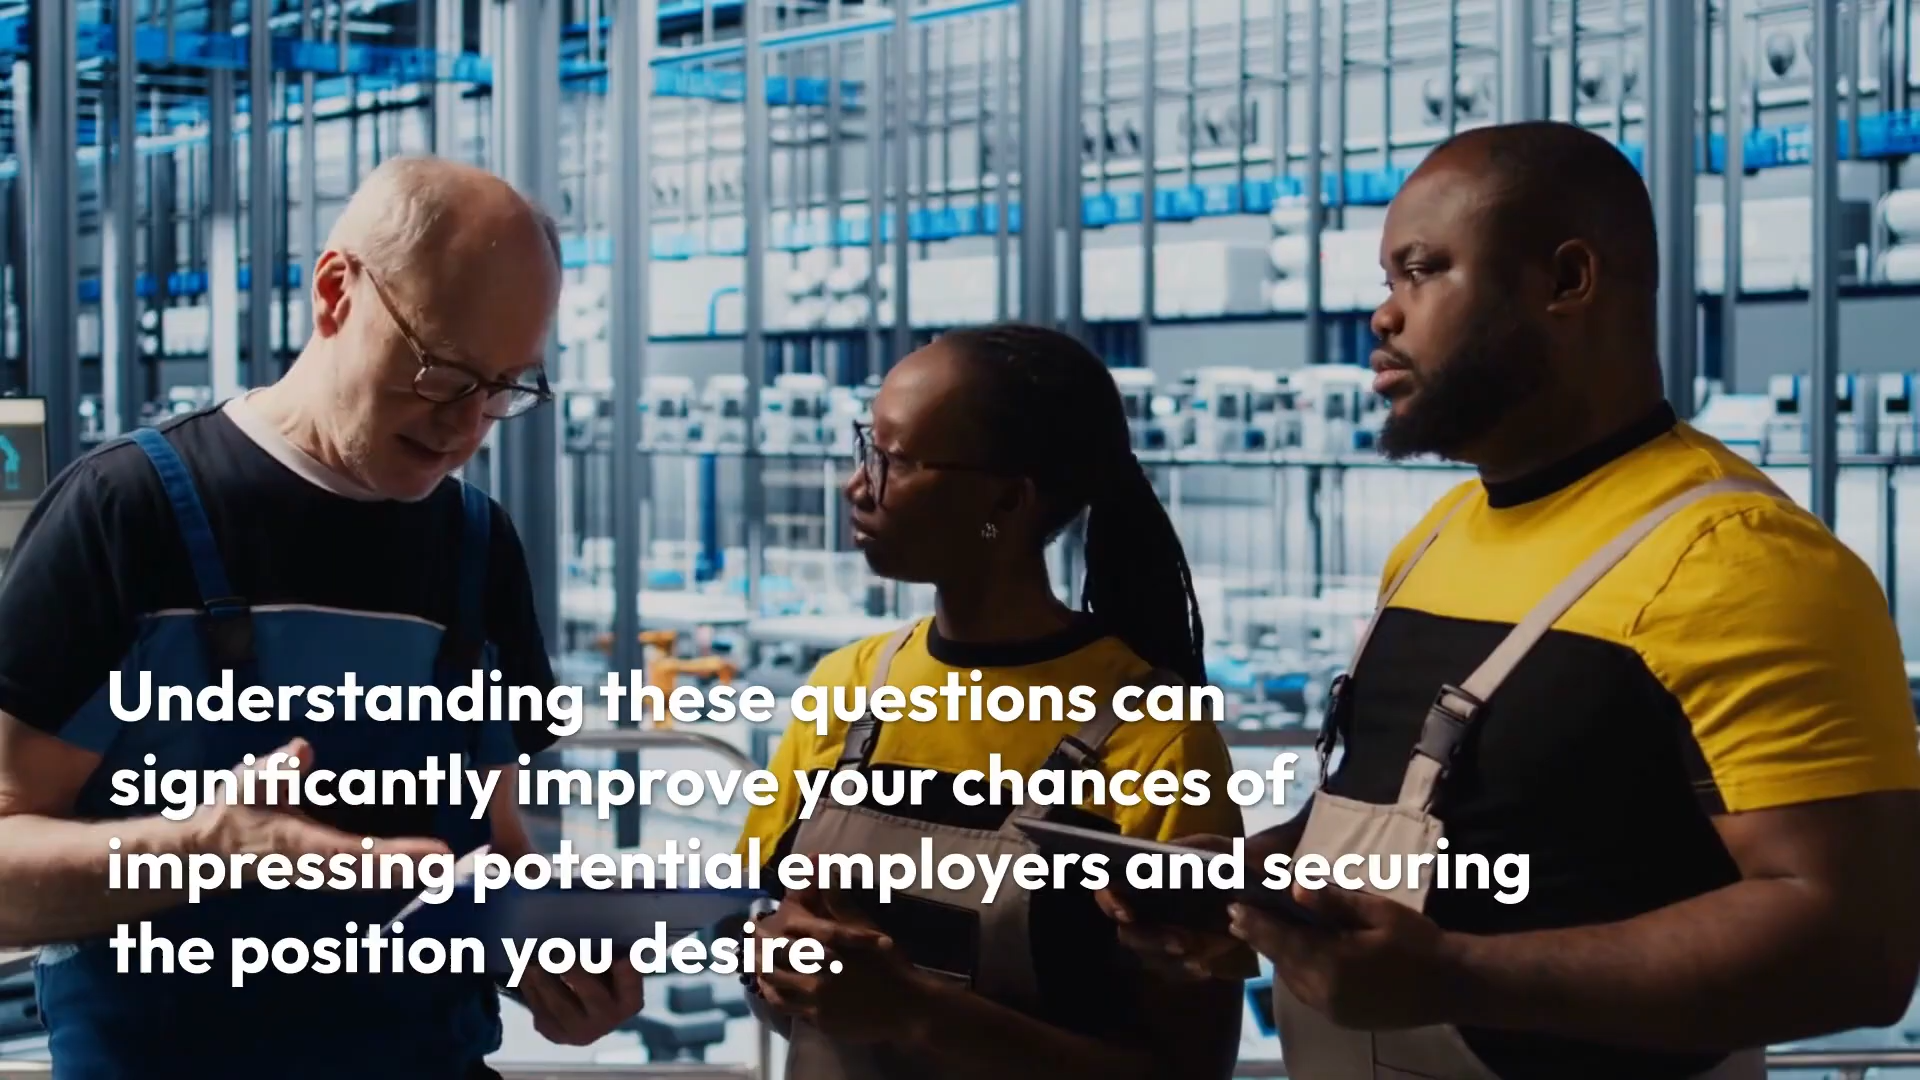 Understanding these questions can
significantly improve your chances of
impressing potential employers and securing
the position you desire.